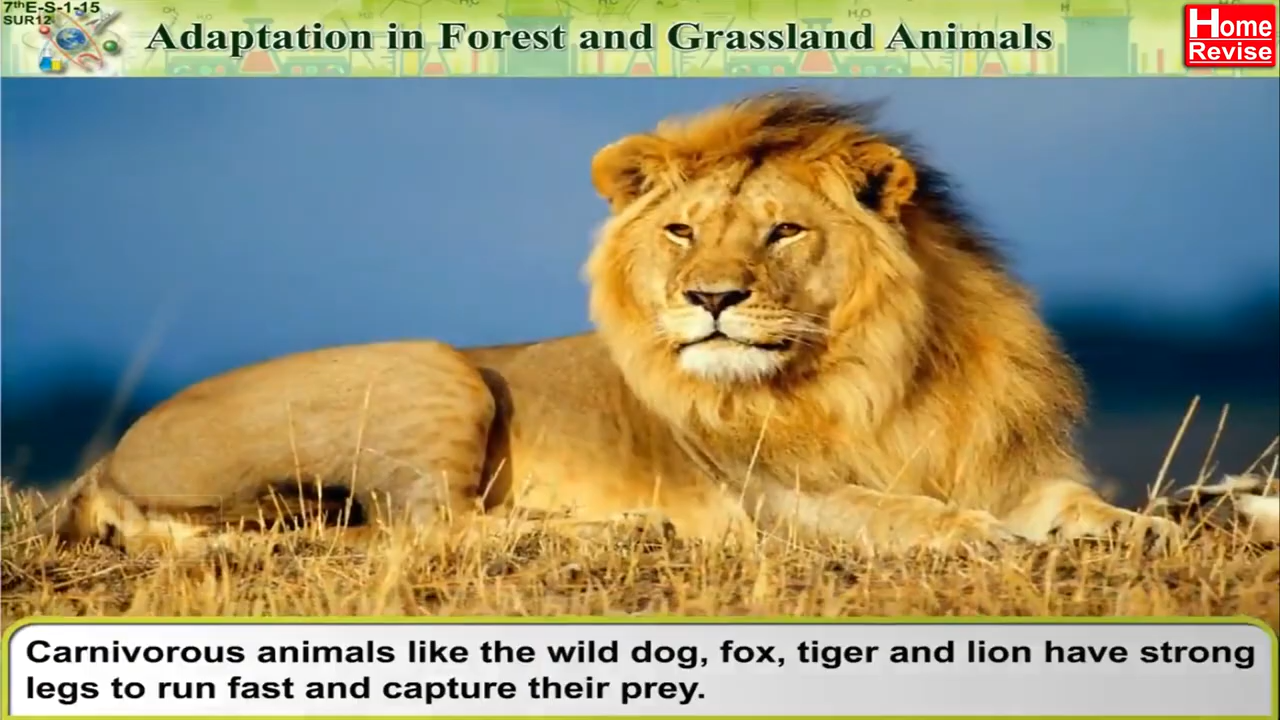 7thE-S-1-15
SUR12
Adaptation in Forest and Grassland Animals
Home
Revise
Carnivorous animals like the wild dog, fox, tiger and lion have strong
legs to run fast and capture their prey.